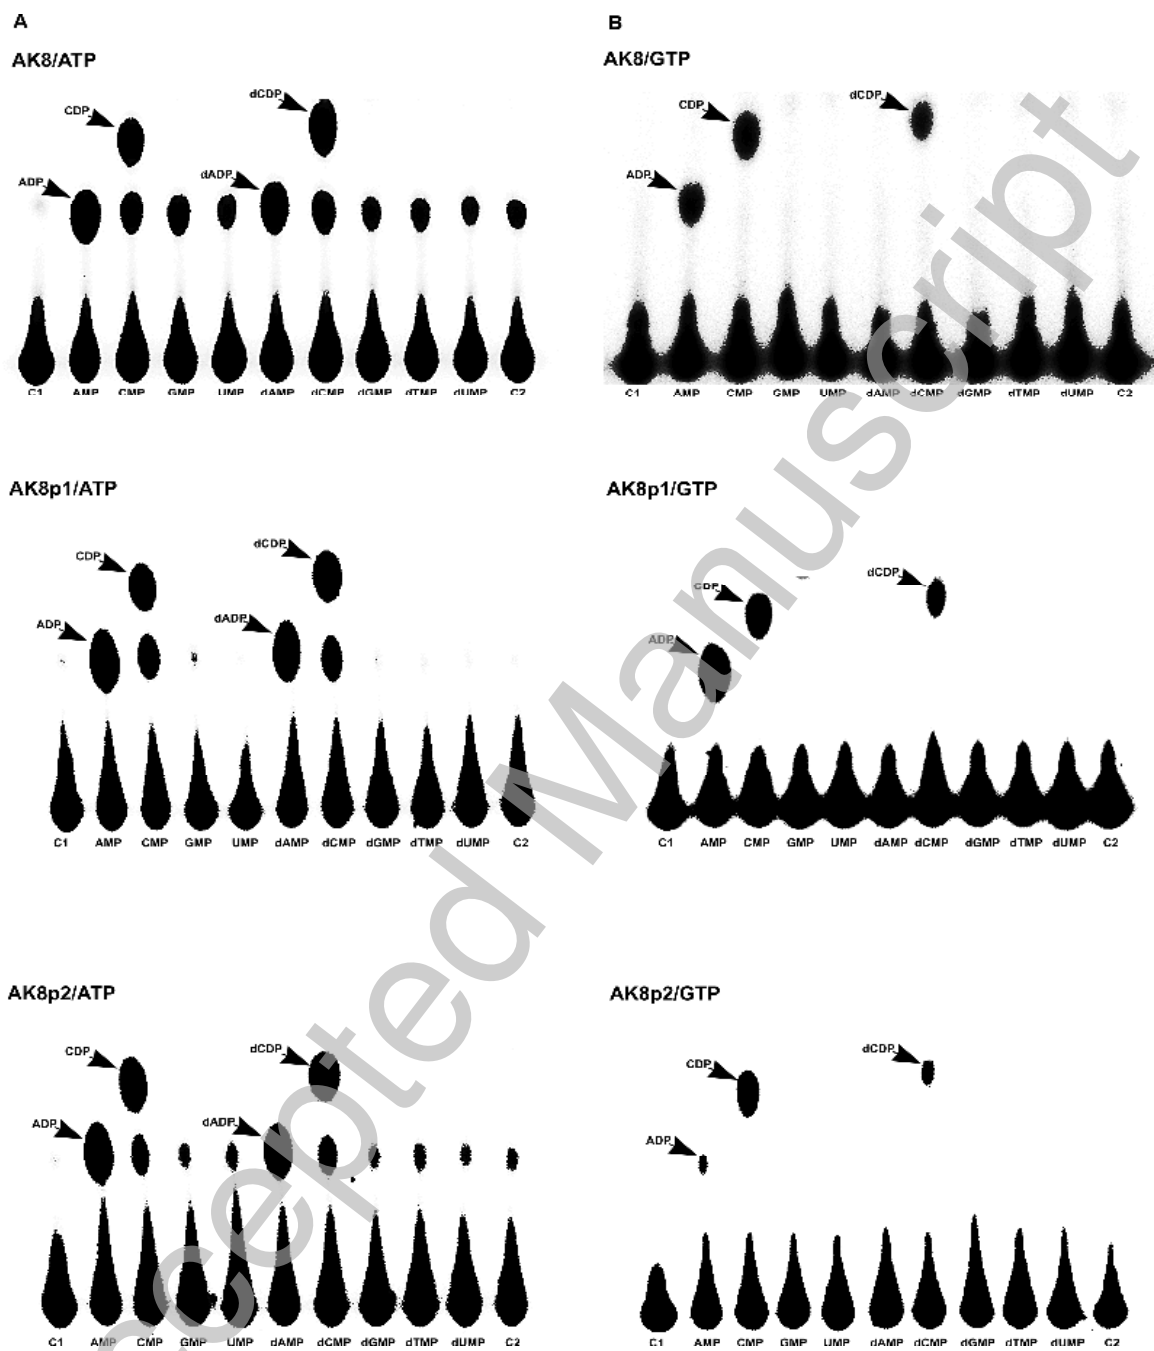 A
B
AK8/ATP
AK8/GTP
CDP
dCDP
ADP
dADP
C1 AMP CMP GMP UMP dAMP dCMP dGMP dTMP dUMP C2
CDP
dCDP
ADP
C1 AMP CMP GMP UMP dAMP dCMP dGMP dTMP dUMP C2
AK8p1/ATP
AK8p1/GTP
CDP
dCDP
ADP
dADP
C1 AMP CMP GMP UMP dAMP dCMP dGMP dTMP dUMP C2
CDP
dCDP
ADP
C1 AMP CMP GMP UMP dAMP dCMP dGMP dTMP dUMP C2
AK8p2/ATP
AK8p2/GTP
CDP
dCDP
ADP
dADP
C1 AMP CMP GMP UMP dAMP dCMP dGMP dTMP dUMP C2
CDP
dCDP
ADP
C1 AMP CMP GMP UMP dAMP dCMP dGMP dTMP dUMP C2
ccepted Manuscript